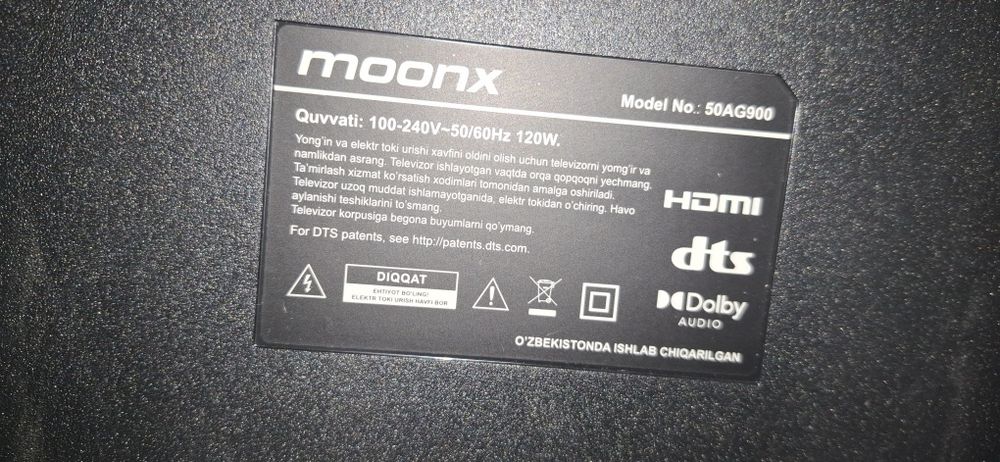 moonx
Model No.: 50AG900
Quvvati: 100-240V~50/60Hz 120W.
Yong'in va elektr toki urishi xavfini oldini olish uchun televizorni yomg'ir va
namlikdan asrang. Televizor ishlayotgan vaqtda orqa qopqoqni yechmang.
Ta'mirlash xizmat ko'rsatish xodimlari tomonidan amalga oshiriladi.
Televizor uzoq muddat ishlamayotganida, elektr tokidan o'chiring. Havo
aylanishi teshiklarini to'smang.
Televizor korpusiga begona buyumlarni qo'ymang.
For DTS patents, see http://patents.dts.com.
HDMI
dts
Dolby
AUDIO
DIQQAT
EHTIYOT BO'LING!
ELEKTR TOKI URISH HAVFI BOR
O'ZBEKISTONDA ISHLAB CHIQARILGAN